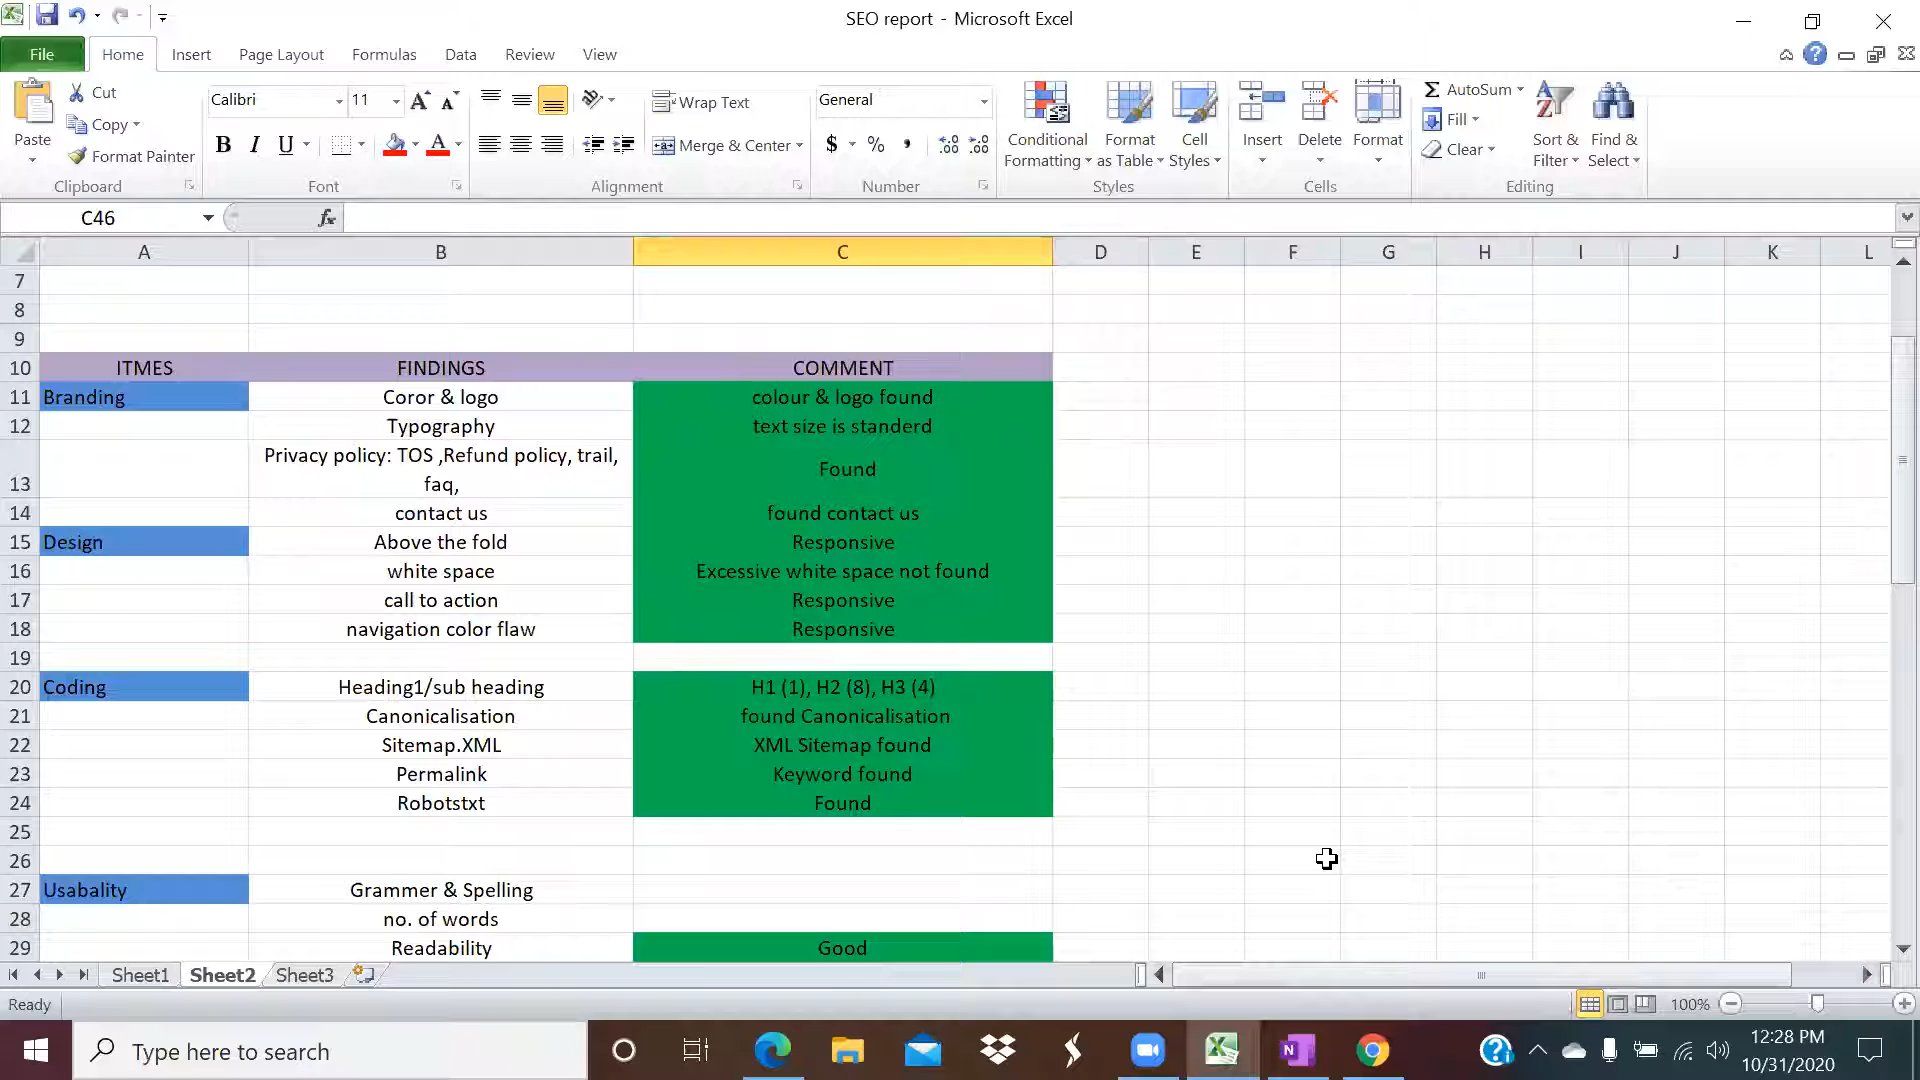 SEO report - Microsoft Excel
File Home Insert Page Layout Formulas Data Review View
Paste Cut Copy Format Painter
Calibri 11 A A
B I U A
Wrap Text
Merge & Center
General
$ % ,
Conditional Formatting
Format as Table
Cell Styles
Insert Delete Format
Σ AutoSum
Fill
Clear
Sort & Filter
Find & Select
Clipboard Font Alignment Number Styles Cells Editing
C46 fx
A B C D E F G H I J K L
7
8
9
10 ITMES FINDINGS COMMENT
11 Branding Coror & logo colour & logo found
12 Typography text size is standerd
13 Privacy policy: TOS ,Refund policy, trail, faq, Found
14 contact us found contact us
15 Design Above the fold Responsive
16 white space Excessive white space not found
17 call to action Responsive
18 navigation color flaw Responsive
19
20 Coding Heading1/sub heading H1 (1), H2 (8), H3 (4)
21 Canonicalisation found Canonicalisation
22 Sitemap.XML XML Sitemap found
23 Permalink Keyword found
24 Robotstxt Found
25
26
27 Usabality Grammer & Spelling
28 no. of words
29 Readability Good
Sheet1 Sheet2 Sheet3
Ready 100%
Type here to search
12:28 PM
10/31/2020